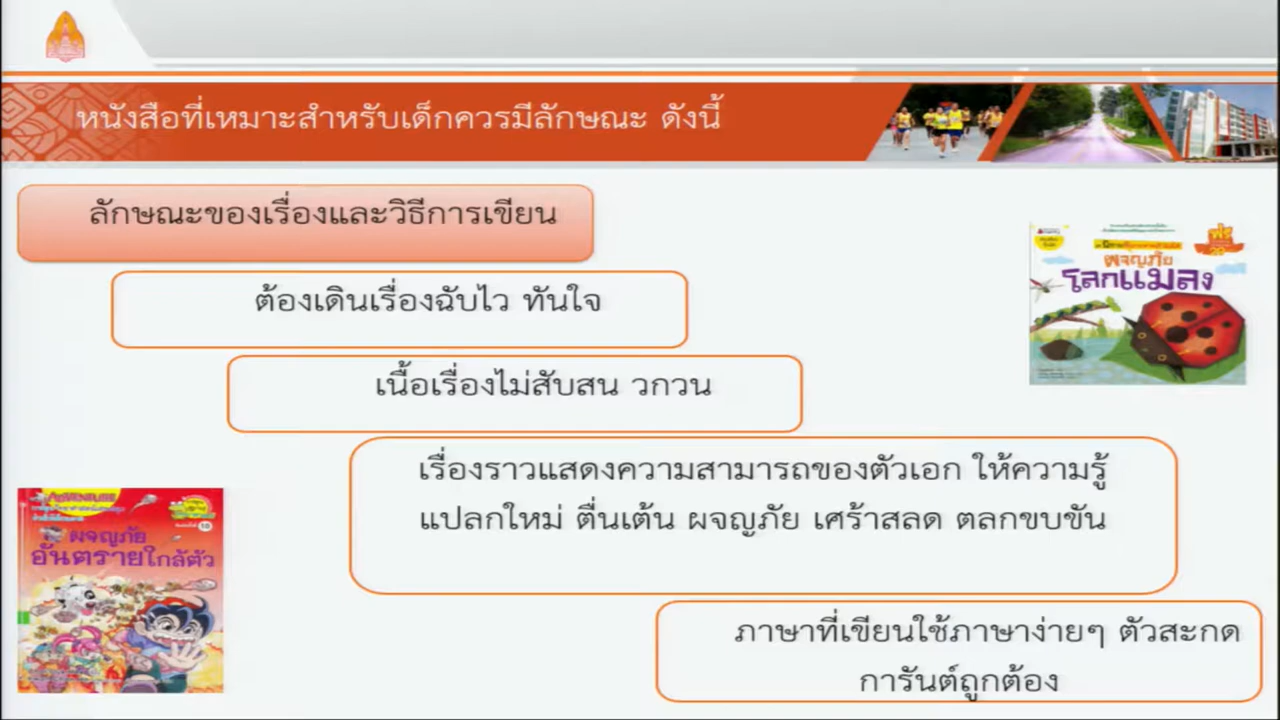 หนังสือที่เหมาะสำหรับเด็กควรมีลักษณะ ดังนี้
ลักษณะของเรื่องและวิธีการเขียน
ต้องเดินเรื่องฉับไว ทันใจ
เนื้อเรื่องไม่สับสน วกวน
เรื่องราวแสดงความสามารถของตัวเอก ให้ความรู้
แปลกใหม่ ตื่นเต้น ผจญภัย เศร้าสลด ตลกขบขัน
ภาษาที่เขียนใช้ภาษาง่ายๆ ตัวสะกด
การันต์ถูกต้อง
ฟรี
ผจญภัย
โลกแมลง
ADVENTURE
ผจญภัย
อันตรายใกล้ตัว